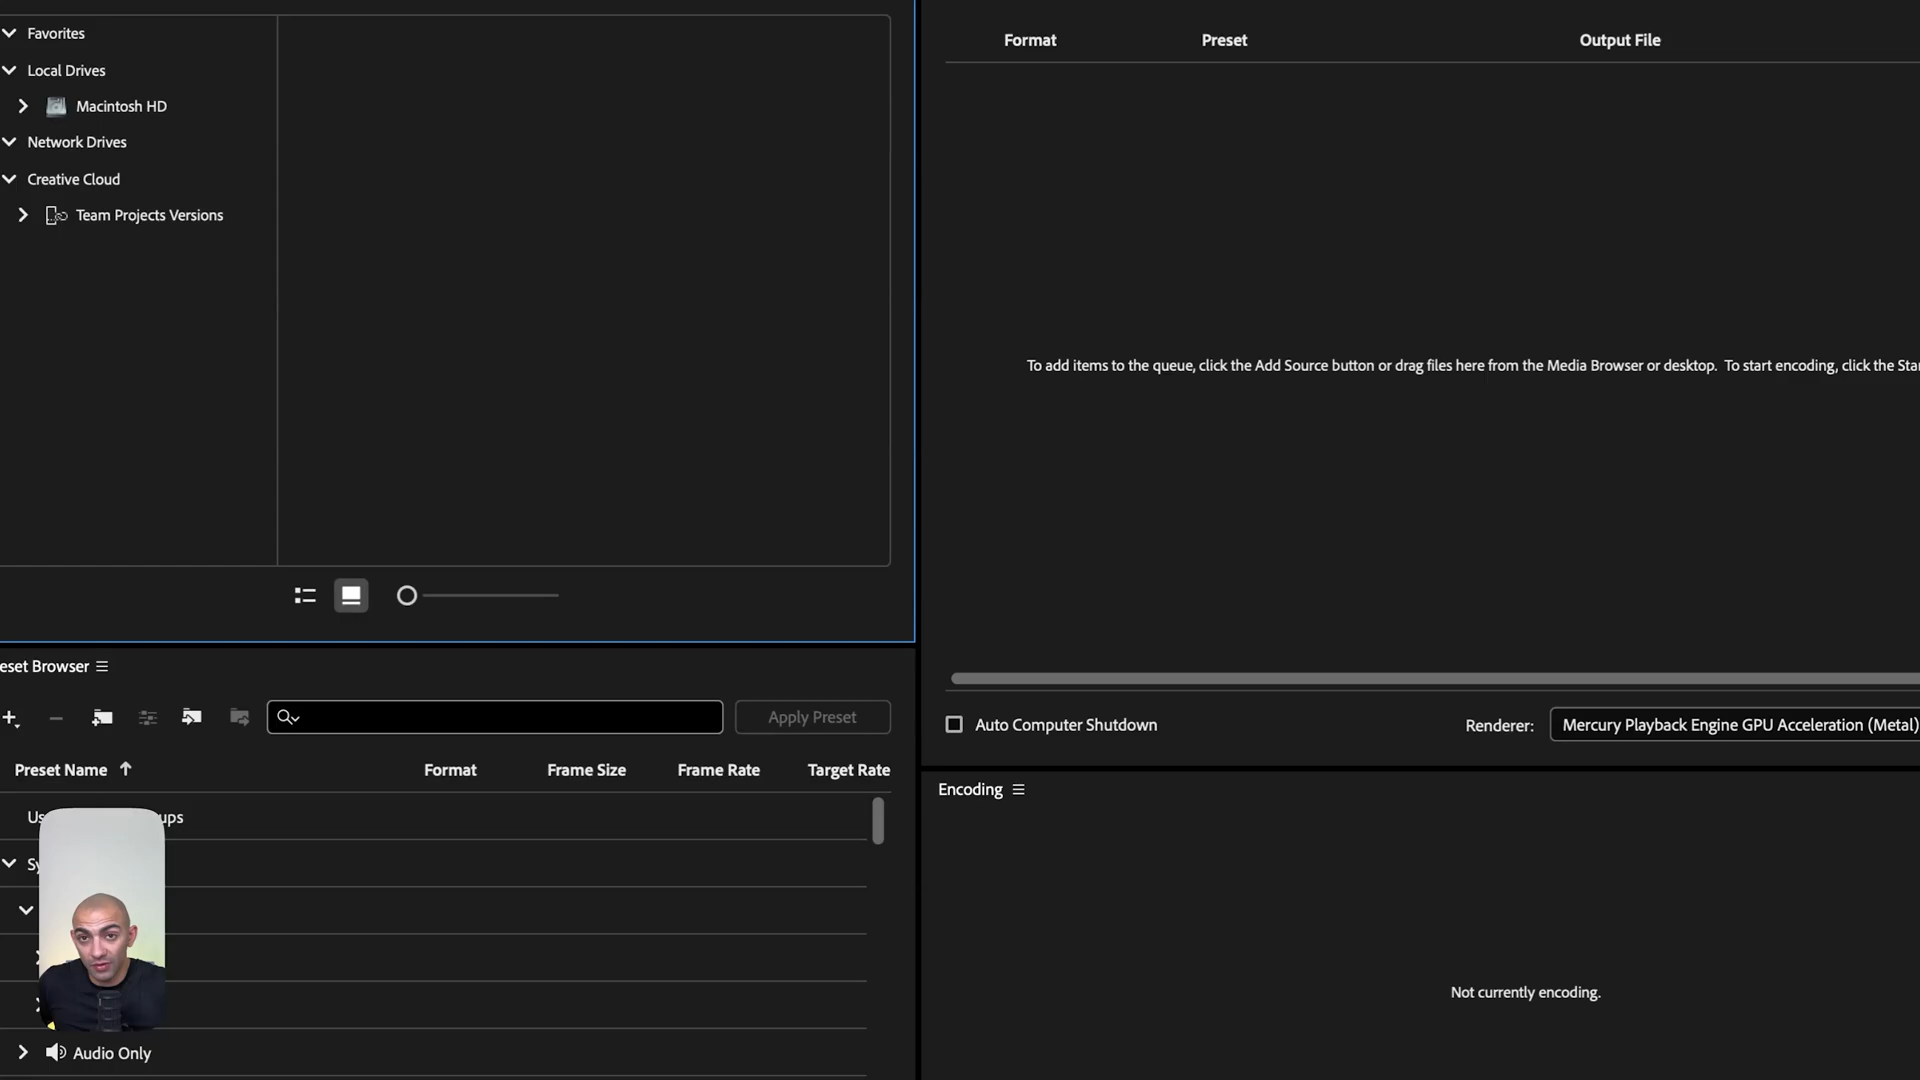 Favorites
Local Drives
Macintosh HD
Network Drives
Creative Cloud
Team Projects Versions
Format Preset Output File
To add items to the queue, click the Add Source button or drag files here from the Media Browser or desktop. To start encoding, click the
eset Browser
Apply Preset
Preset Name Format Frame Size Frame Rate Target Rate
Us ups
Sy
Audio Only
Auto Computer Shutdown
Renderer: Mercury Playback Engine GPU Acceleration (Metal)
Encoding
Not currently encoding.